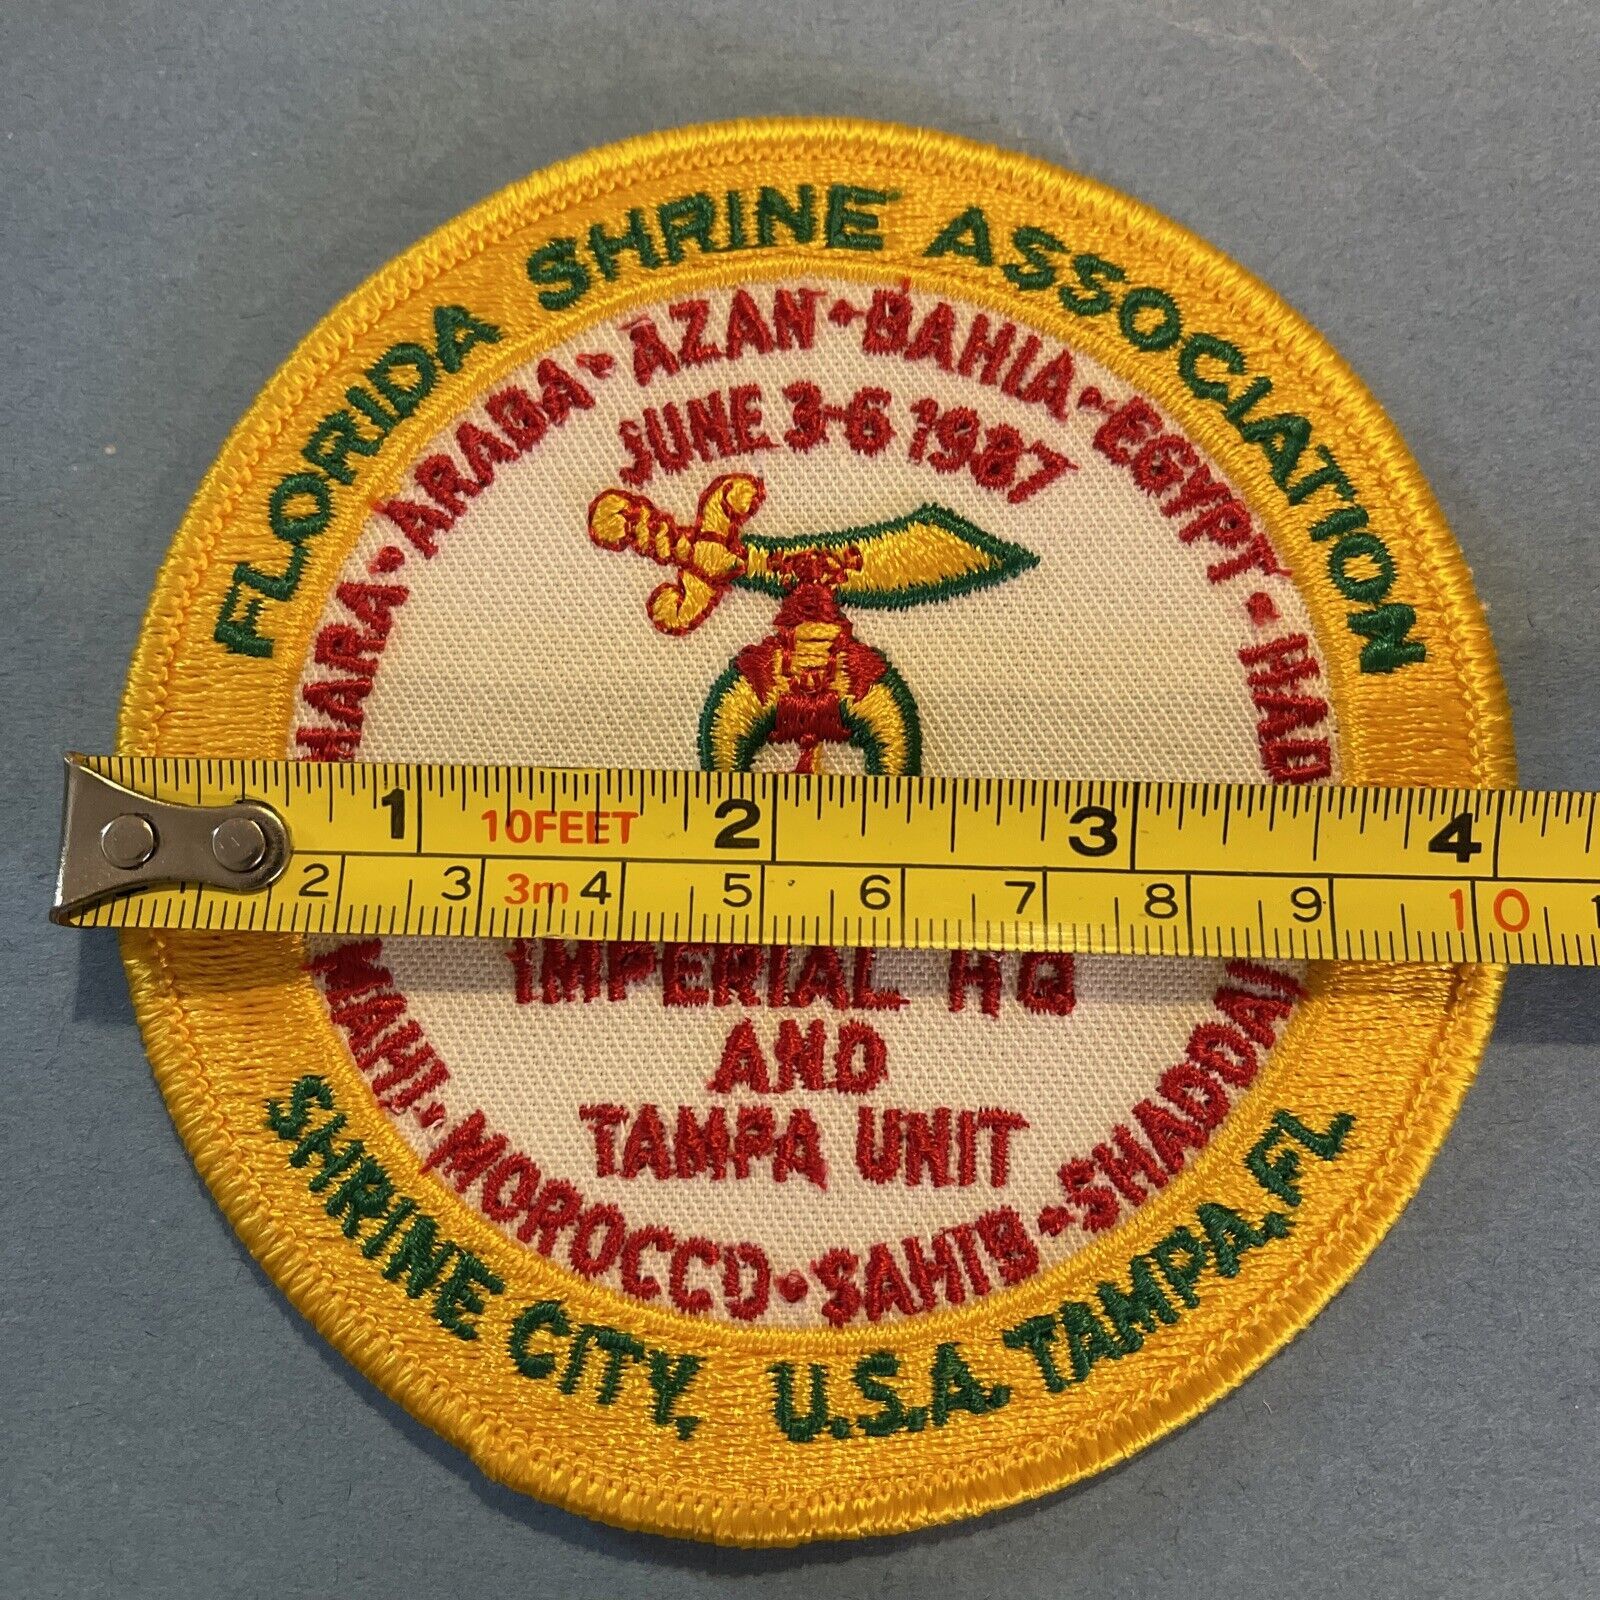 FLORIDA SHRINE ASSOCIATION
ARABA • AZAN • BAHIA • EGYPT •
JUNE 3-6 1987
1 10FEET 2 3 4
2 3 3m 4 5 6 7 8 9 10
IMPERIAL HQ
AND
TAMPA UNIT
MAHI • MOROCCO • SAHIB • SHADDAI
SHRINE CITY, U.S.A. TAMPA, FL